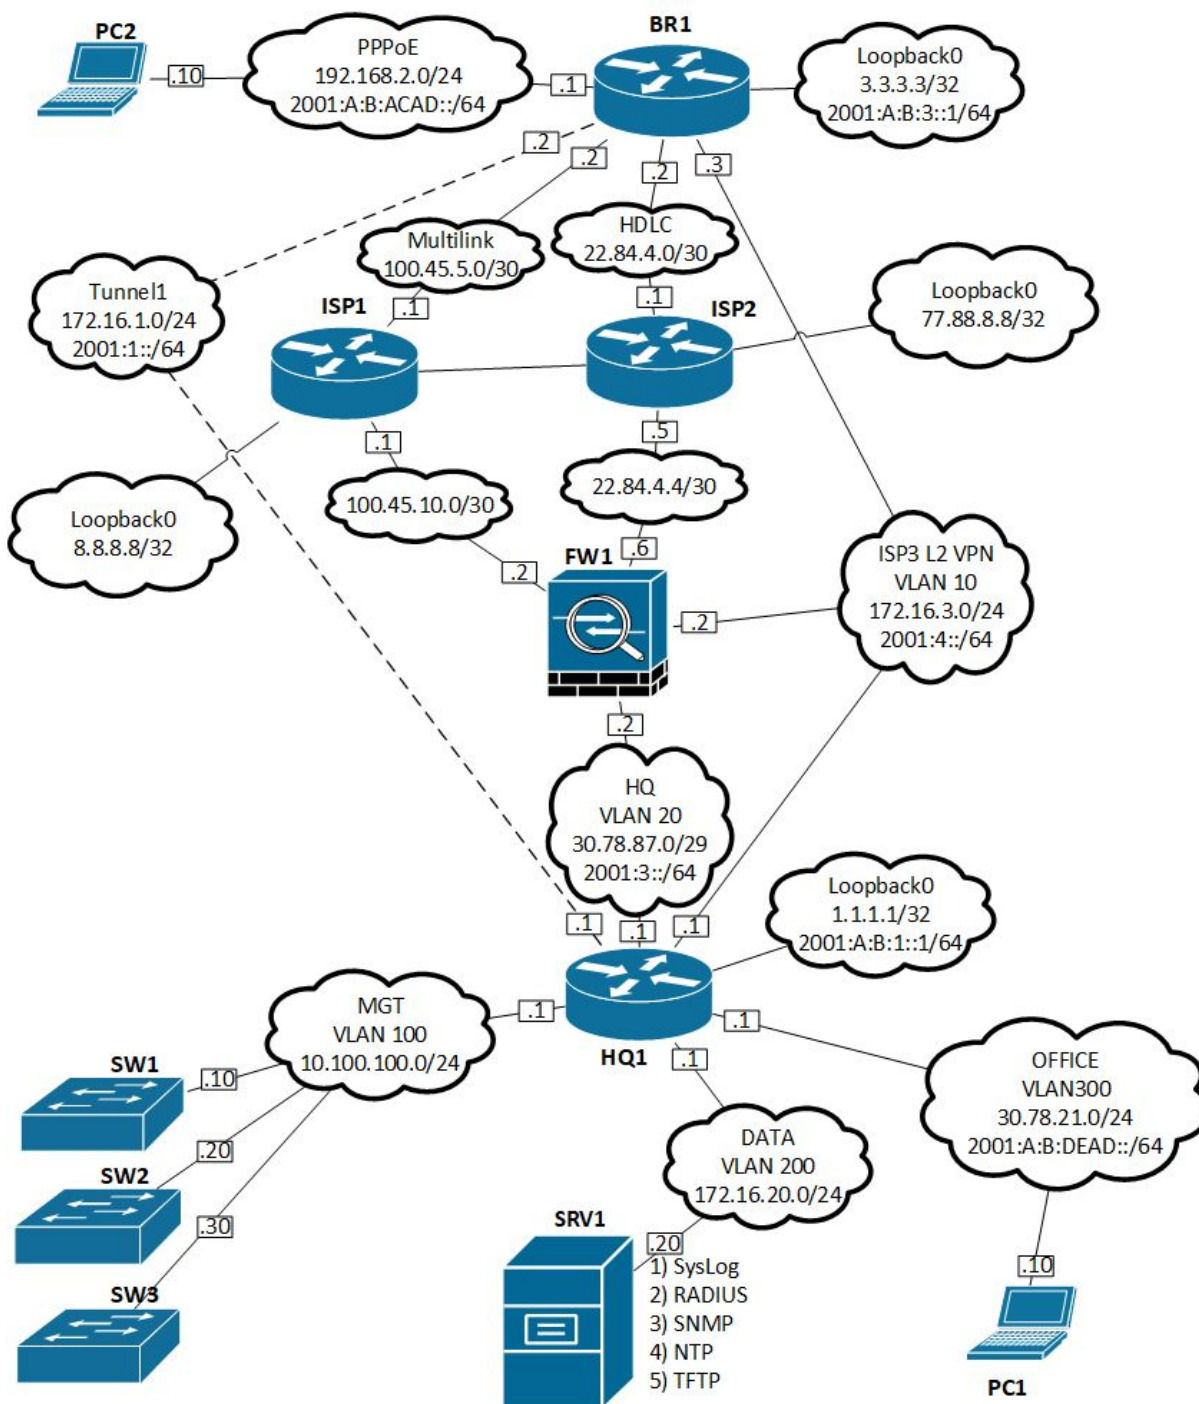 PC2
.10
PPPoE
192.168.2.0/24
2001:A:B:ACAD::/64
.1
BR1
Loopback0
3.3.3.3/32
2001:A:B:3::1/64
.2
.2
.2
.3
Multilink
100.45.5.0/30
HDLC
22.84.4.0/30
Tunnel1
172.16.1.0/24
2001:1::/64
ISP1
.1
.1
ISP2
Loopback0
77.88.8.8/32
.1
.5
Loopback0
8.8.8.8/32
100.45.10.0/30
22.84.4.4/30
.2
FW1
.6
ISP3 L2 VPN
VLAN 10
172.16.3.0/24
2001:4::/64
.2
.2
HQ
VLAN 20
30.78.87.0/29
2001:3::/64
Loopback0
1.1.1.1/32
2001:A:B:1::1/64
.1
.1
.1
MGT
VLAN 100
10.100.100.0/24
.1
HQ1
.1
.1
OFFICE
VLAN300
30.78.21.0/24
2001:A:B:DEAD::/64
SW1
.10
SW2
.20
SW3
.30
DATA
VLAN 200
172.16.20.0/24
SRV1
.20
1) SysLog
2) RADIUS
3) SNMP
4) NTP
5) TFTP
.10
PC1